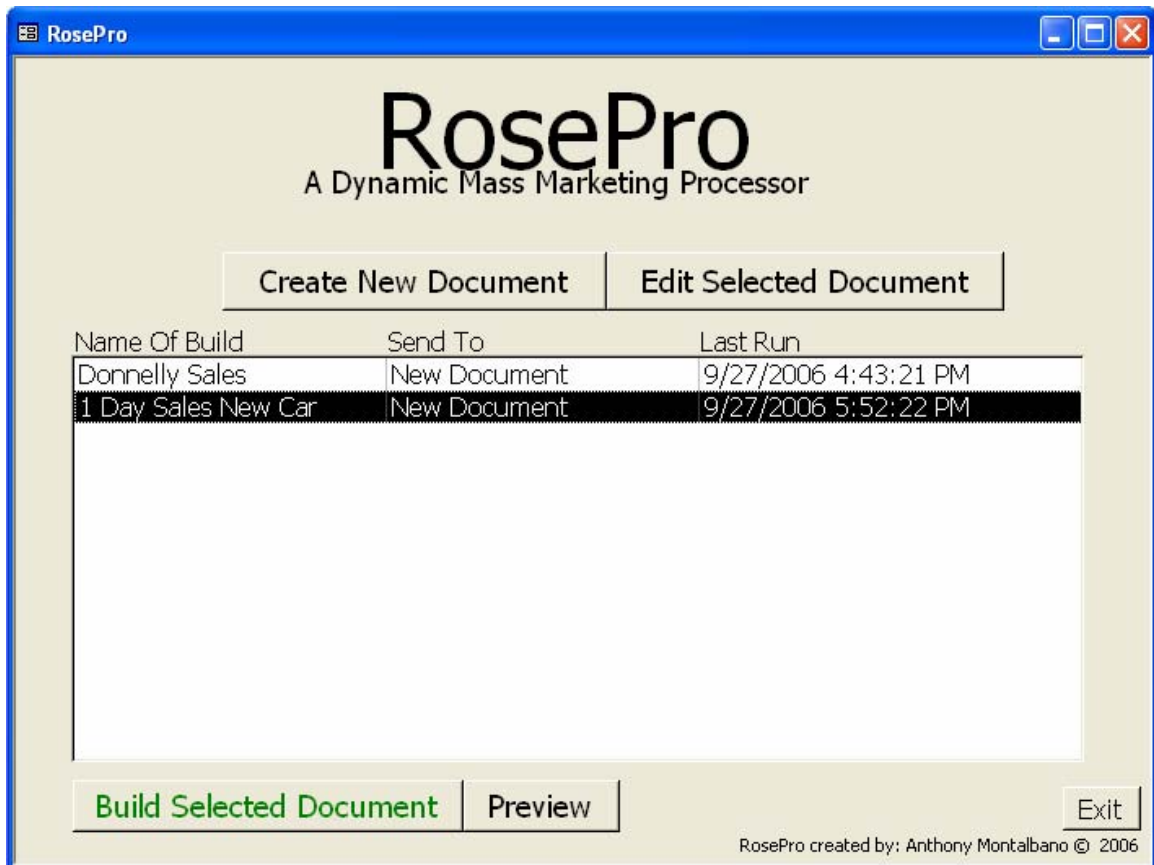 RosePro
RosePro
A Dynamic Mass Marketing Processor
Create New Document Edit Selected Document
Name Of Build Send To Last Run
Donnelly Sales New Document 9/27/2006 4:43:21 PM
1 Day Sales New Car New Document 9/27/2006 5:52:22 PM
Build Selected Document Preview Exit
RosePro created by: Anthony Montalbano © 2006